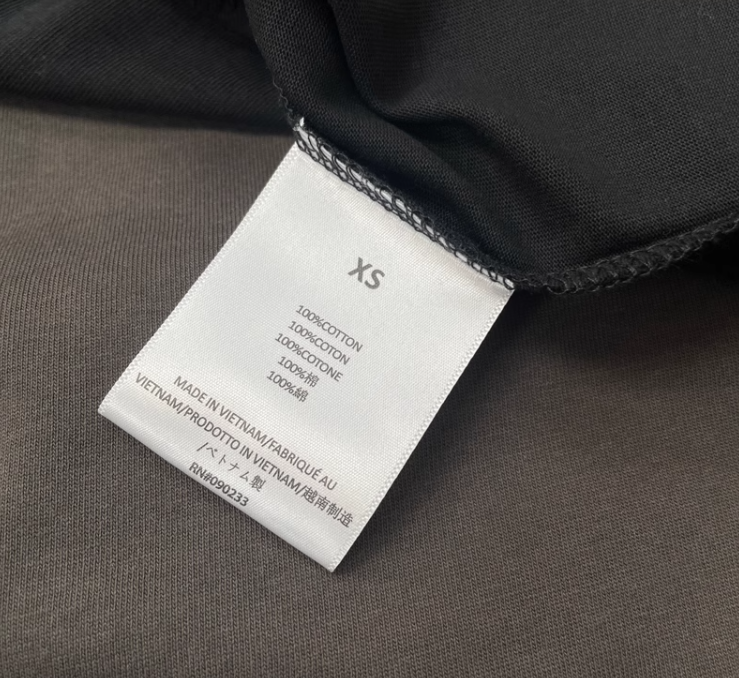 XS
100%COTTON
100%COTON
100%COTONE
100%棉
100%綿
MADE IN VIETNAM/FABRIQUÉ AU
VIETNAM/PRODOTTO IN VIETNAM/越南制造
/ベトナム製
RN#090233